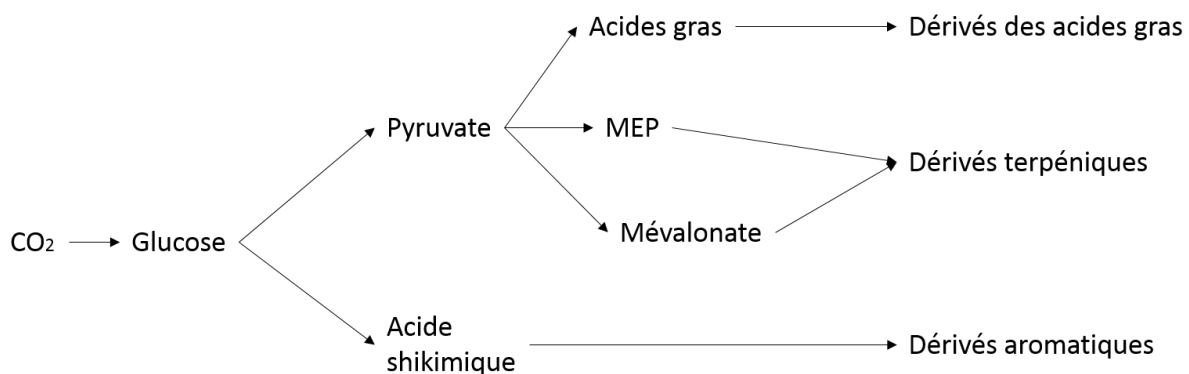 Acides gras
Dérivés des acides gras
Pyruvate
MEP
Dérivés terpéniques
Mévalonate
CO2
Glucose
Acide
shikimique
Dérivés aromatiques